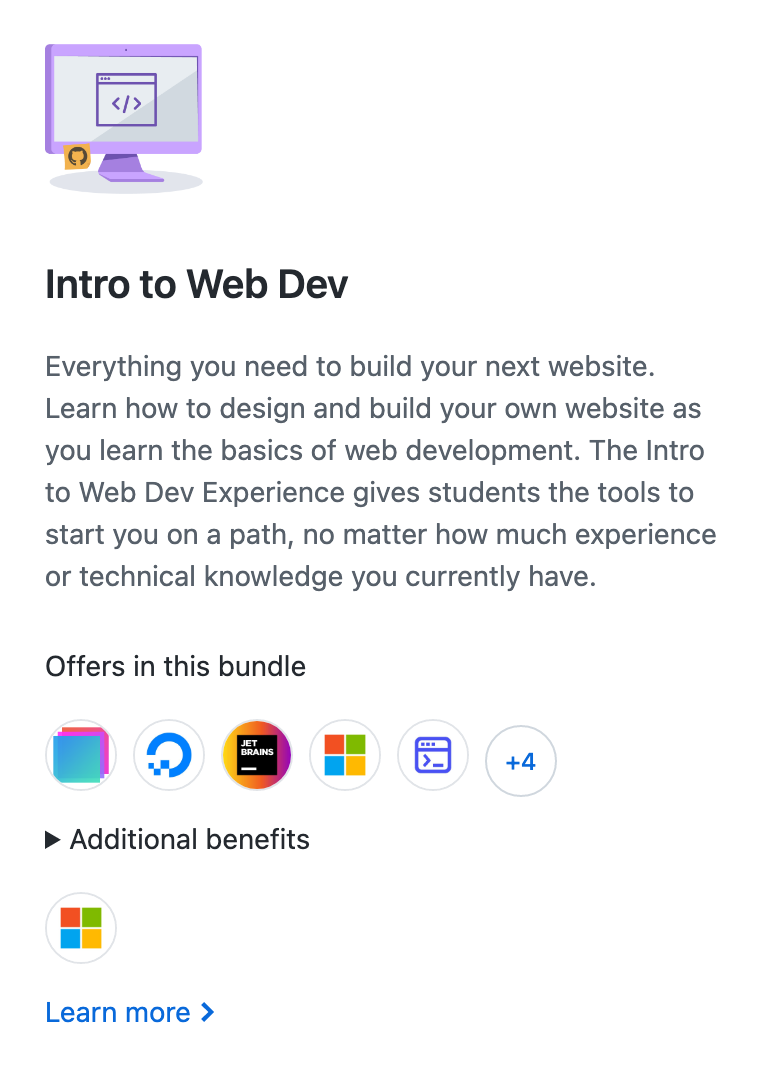 </>
Intro to Web Dev
Everything you need to build your next website.
Learn how to design and build your own website as
you learn the basics of web development. The Intro
to Web Dev Experience gives students the tools to
start you on a path, no matter how much experience
or technical knowledge you currently have.
Offers in this bundle
JET
BRAINS
+4
Additional benefits
Learn more